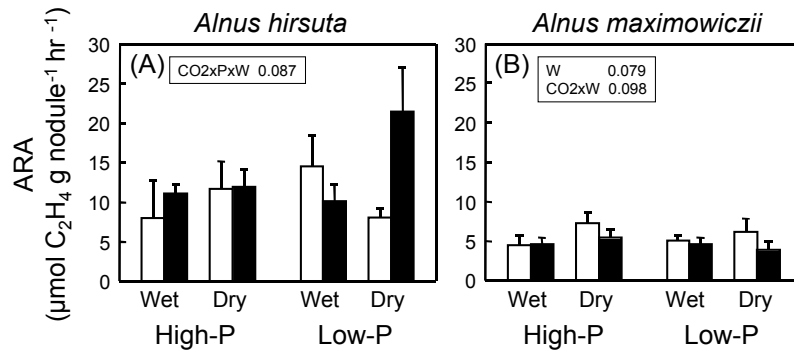 Alnus hirsuta
Alnus maximowiczii
ARA
(μmol C₂H₄ g nodule⁻¹ hr⁻¹)
30
25
20
15
10
5
0
(A)
CO2xPxW 0.087
Wet Dry Wet Dry
High-P Low-P
30
25
20
15
10
5
0
(B)
W 0.079
CO2xW 0.098
Wet Dry Wet Dry
High-P Low-P